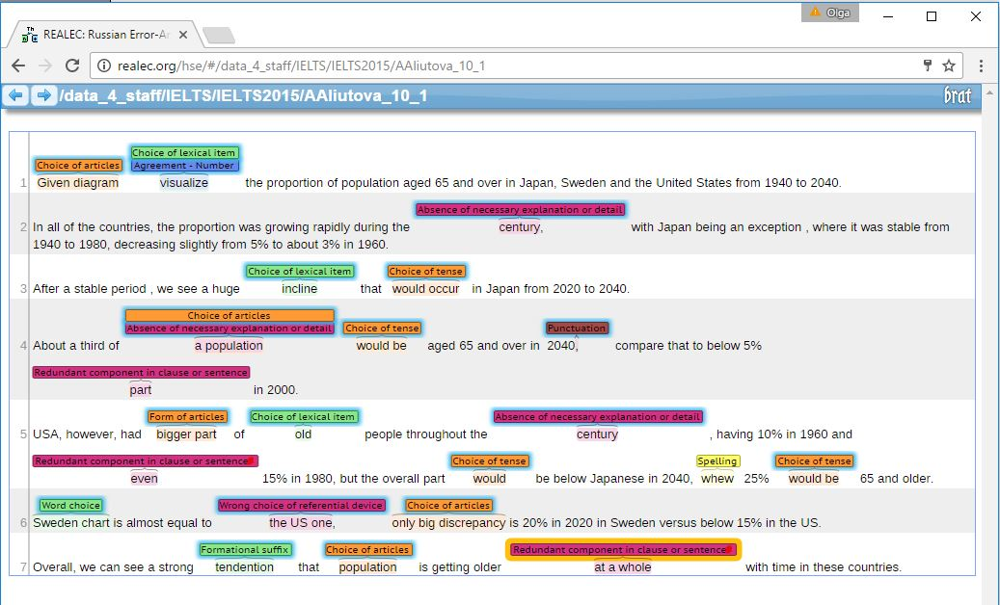 Olga
REALEC: Russian Error-An
realec.org/hse/#/data_4_staff/IELTS/IELTS2015/AAliutova_10_1
/data_4_staff/IELTS/IELTS2015/AAliutova_10_1 brat
Choice of lexical item
Choice of articles Agreement - Number
1 Given diagram visualize the proportion of population aged 65 and over in Japan, Sweden and the United States from 1940 to 2040.
Absence of necessary explanation or detail
2 In all of the countries, the proportion was growing rapidly during the century, with Japan being an exception , where it was stable from
1940 to 1980, decreasing slightly from 5% to about 3% in 1960.
Choice of lexical item Choice of tense
3 After a stable period , we see a huge incline that would occur in Japan from 2020 to 2040.
Choice of articles
Absence of necessary explanation or detail Choice of tense Punctuation
4 About a third of a population would be aged 65 and over in 2040, compare that to below 5%
Redundant component in clause or sentence
part in 2000.
Form of articles Choice of lexical item Absence of necessary explanation or detail
5 USA, however, had bigger part of old people throughout the century , having 10% in 1960 and
Redundant component in clause or sentence Choice of tense Spelling Choice of tense
even 15% in 1980, but the overall part would be below Japanese in 2040, whew 25% would be 65 and older.
Word choice Wrong choice of referential device Choice of articles
6 Sweden chart is almost equal to the US one, only big discrepancy is 20% in 2020 in Sweden versus below 15% in the US.
Formational suffix Choice of articles Redundant component in clause or sentence
7 Overall, we can see a strong tendention that population is getting older at a whole with time in these countries.